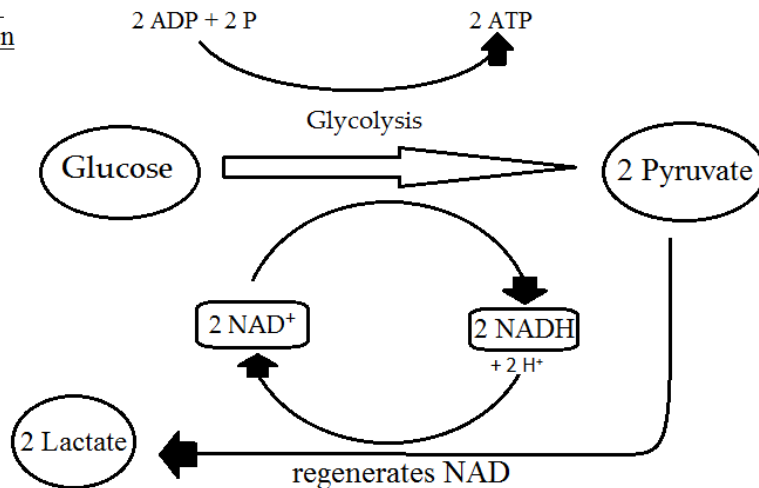 n
2 ADP + 2 P
2 ATP
Glycolysis
Glucose
2 Pyruvate
2 NAD⁺
2 NADH
+ 2 H⁺
2 Lactate
regenerates NAD